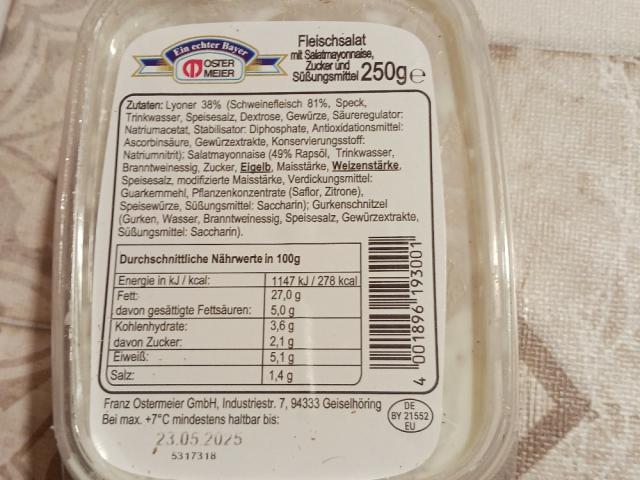 Ein echter Bayer
OSTER
MEIER
Fleischsalat
mit Salatmayonnaise,
Zucker und
Süßungsmittel 250g e
Zutaten: Lyoner 38% (Schweinefleisch 81%, Speck,
Trinkwasser, Speisesalz, Dextrose, Gewürze, Säureregulator:
Natriumacetat, Stabilisator: Diphosphate, Antioxidationsmittel:
Ascorbinsäure, Gewürzextrakte, Konservierungsstoff:
Natriumnitrit); Salatmayonnaise (49% Rapsöl, Trinkwasser,
Branntweinessig, Zucker, Eigelb, Maisstärke, Weizenstärke,
Speisesalz, modifizierte Maisstärke, Verdickungsmittel:
Guarkernmehl, Pflanzenkonzentrate (Saflor, Zitrone),
Speisewürze, Süßungsmittel: Saccharin); Gurkenschnitzel
(Gurken, Wasser, Branntweinessig, Speisesalz, Gewürzextrakte,
Süßungsmittel: Saccharin).
Durchschnittliche Nährwerte in 100g
Energie in kJ / kcal: 1147 kJ / 278 kcal
Fett: 27,0 g
davon gesättigte Fettsäuren: 5,0 g
Kohlenhydrate: 3,6 g
davon Zucker: 2,1 g
Eiweiß: 5,1 g
Salz: 1,4 g
4 001896 193001
Franz Ostermeier GmbH, Industriestr. 7, 94333 Geiselhöring
Bei max. +7°C mindestens haltbar bis:
DE
BY 21552
EU
23.05.2025
5317318